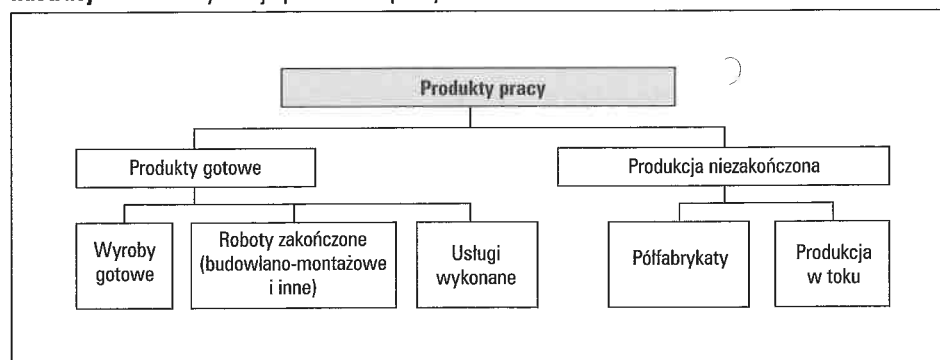 Produkty pracy
Produkty gotowe
Produkcja niezakończona
Wyroby
gotowe
Roboty zakończone
(budowlano-montażowe
i inne)
Usługi
wykonane
Półfabrykaty
Produkcja
w toku